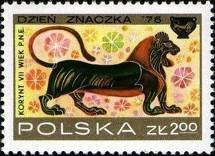 DZIEŃ ZNACZKA '76
KORYNT VII WIEK P.N.E.
POLSKA ZŁ 2.00